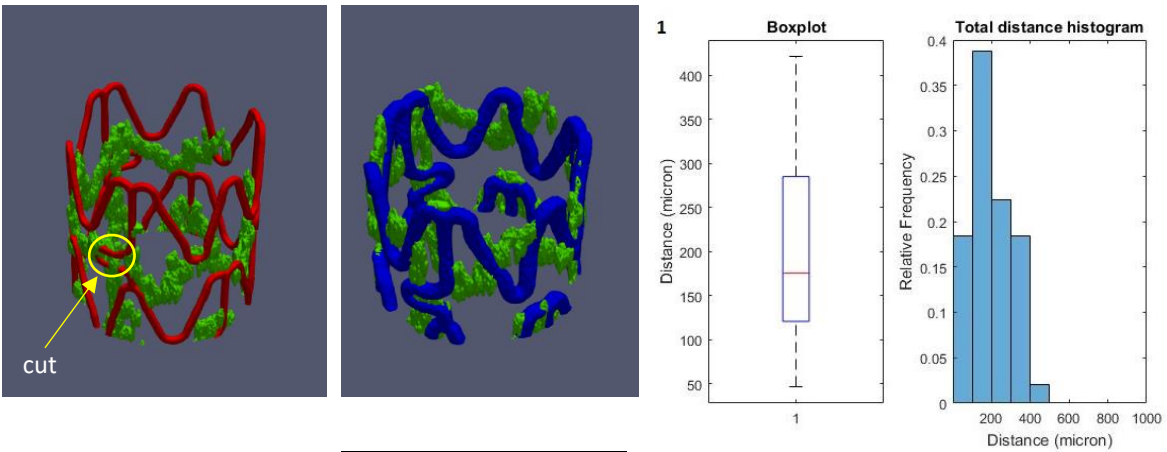 cut
1
Boxplot
Distance (micron)
400
350
300
250
200
150
100
50
1
Total distance histogram
Relative Frequency
0.4
0.35
0.3
0.25
0.2
0.15
0.1
0.05
0
200 400 600 800 1000
Distance (micron)